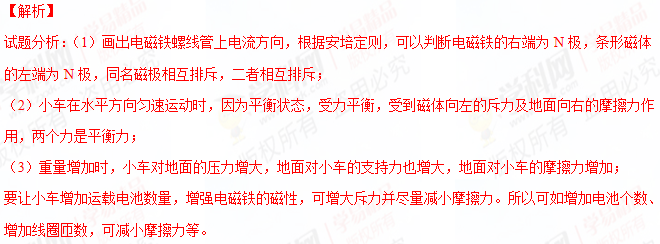 【解析】
试题分析：（1）画出电磁铁螺线管上电流方向，根据安培定则，可以判断电磁铁的右端为 N 极，条形磁体
的左端为 N 极，同名磁极相互排斥，二者相互排斥；
（2）小车在水平方向匀速运动时，因为平衡状态，受力平衡，受到磁体向左的斥力及地面向右的摩擦力作
用，两个力是平衡力；
（3）重量增加时，小车对地面的压力增大，地面对小车的支持力也增大，地面对小车的摩擦力增加；
要让小车增加运载电池数量，增强电磁铁的磁性，可增大斥力并尽量减小摩擦力。所以可如增加电池个数、
增加线圈匝数，可减小摩擦力等。